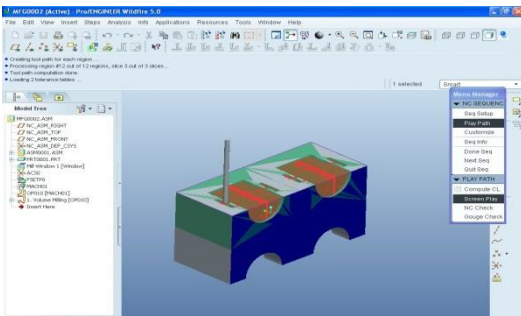 MFG0002 (Active) - Pro/ENGINEER Wildfire 5.0
File Edit View Insert Steps Analysis Info Applications Resources Tools Window Help
Creating tool path for each region ...
Processing region #12 out of 12 regions, slice 3 out of 3 slices...
Tool path computation done.
Loading 2 tolerance tables ...
1 selected
Smart
Model Tree
MFG0002.ASM
NC_ASM_RIGHT
NC_ASM_TOP
NC_ASM_FRONT
NC_ASM_DEF_CSYS
ASM0001.ASM
PRT0001.PRT
Mill Window 1 [Window]
AC00
FSETP0
MACH01
OP010 [MACH01]
1. Volume Milling [OP010]
Insert Here
Menu Manager
NC SEQUENC
Seq Setup
Play Path
Customize
Seq Info
Done Seq
Next Seq
Quit Seq
PLAY PATH
Compute CL
Screen Play
NC Check
Gouge Check